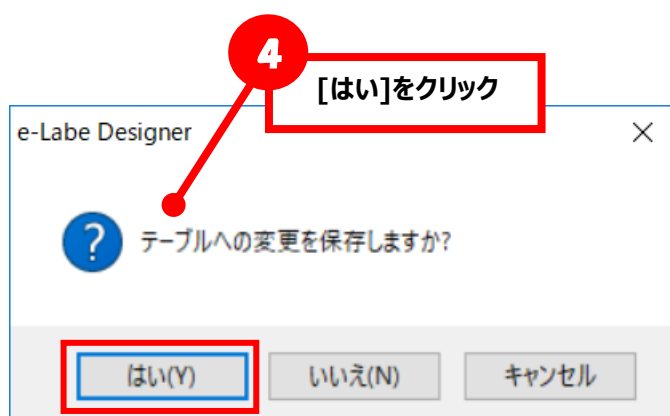 4
[はい]をクリック
e-Labe Designer
?
テーブルへの変更を保存しますか?
はい(Y)
いいえ(N)
キャンセル